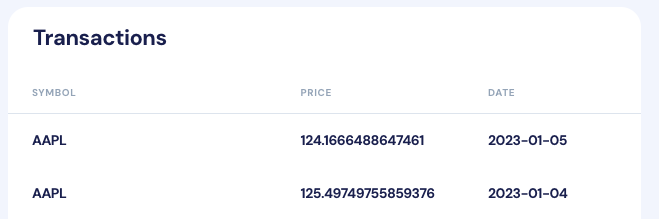 Transactions
SYMBOL PRICE DATE
AAPL 124.1666488647461 2023-01-05
AAPL 125.49749755859376 2023-01-04